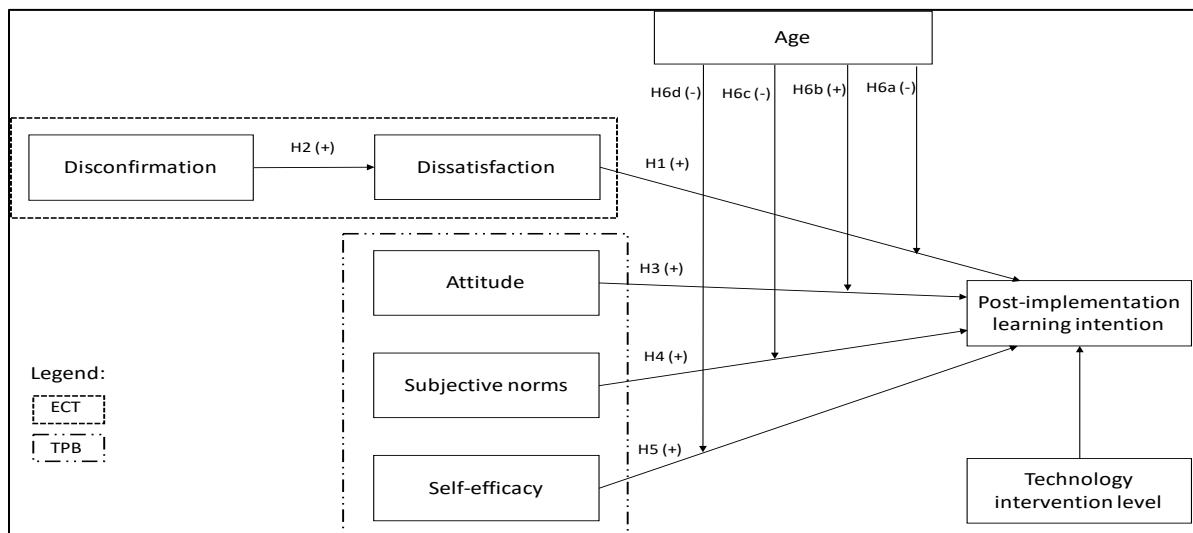 Age
H6d (-)
H6c (-)
H6b (+)
H6a (-)
Disconfirmation
H2 (+)
Dissatisfaction
H1 (+)
Attitude
H3 (+)
Post-implementation
learning intention
Subjective norms
H4 (+)
Self-efficacy
H5 (+)
Technology
intervention level
Legend:
ECT
TPB